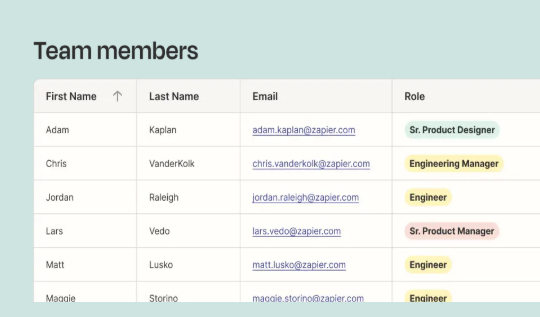 Team members
First Name ↑ Last Name Email Role
Adam Kaplan adam.kaplan@zapier.com Sr. Product Designer
Chris VanderKolk chris.vanderkolk@zapier.com Engineering Manager
Jordan Raleigh jordan.raleigh@zapier.com Engineer
Lars Vedo lars.vedo@zapier.com Sr. Product Manager
Matt Lusko matt.lusko@zapier.com Engineer
Maggie Storino maggie.storino@zapier.com Engineer